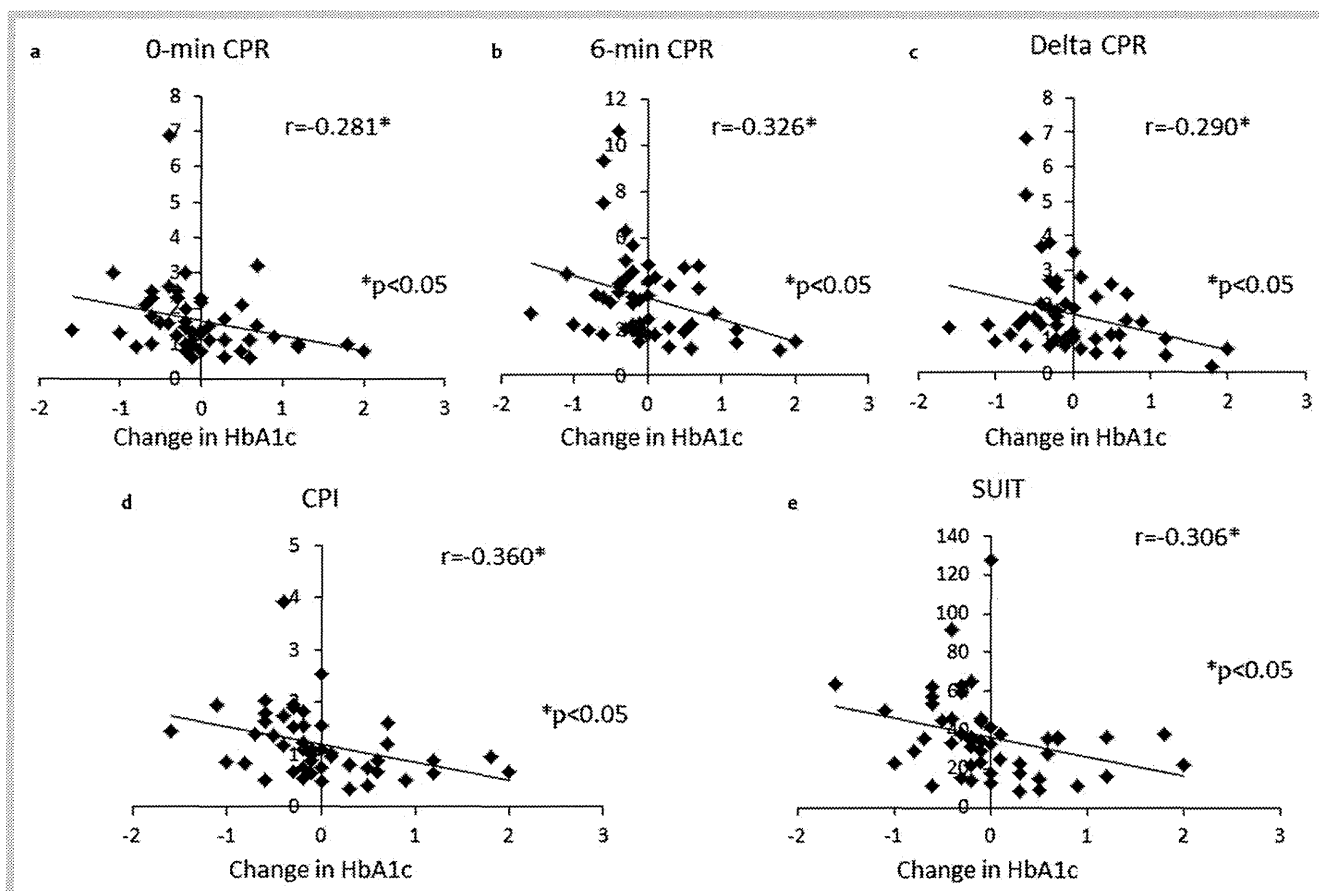 a
0-min CPR
r=-0.281*
*p<0.05
8
7
6
5
4
3
2
1
0
-2 -1 0 1 2 3
Change in HbA1c
b
6-min CPR
r=-0.326*
*p<0.05
12
10
8
6
4
2
0
-2 -1 0 1 2 3
Change in HbA1c
c
Delta CPR
r=-0.290*
*p<0.05
8
7
6
5
4
3
2
1
0
-2 -1 0 1 2 3
Change in HbA1c
d
CPI
r=-0.360*
*p<0.05
5
4
3
2
1
0
-2 -1 0 1 2 3
Change in HbA1c
e
SUIT
r=-0.306*
*p<0.05
140
120
100
80
60
40
20
0
-2 -1 0 1 2 3
Change in HbA1c